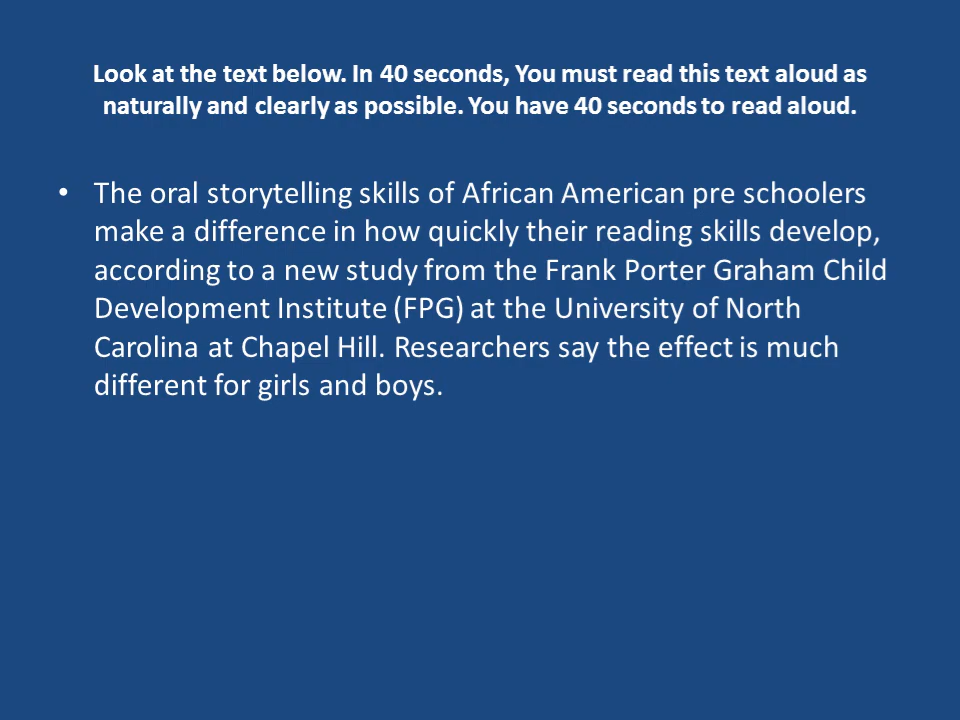 Look at the text below. In 40 seconds, You must read this text aloud as
naturally and clearly as possible. You have 40 seconds to read aloud.
• The oral storytelling skills of African American pre schoolers
make a difference in how quickly their reading skills develop,
according to a new study from the Frank Porter Graham Child
Development Institute (FPG) at the University of North
Carolina at Chapel Hill. Researchers say the effect is much
different for girls and boys.